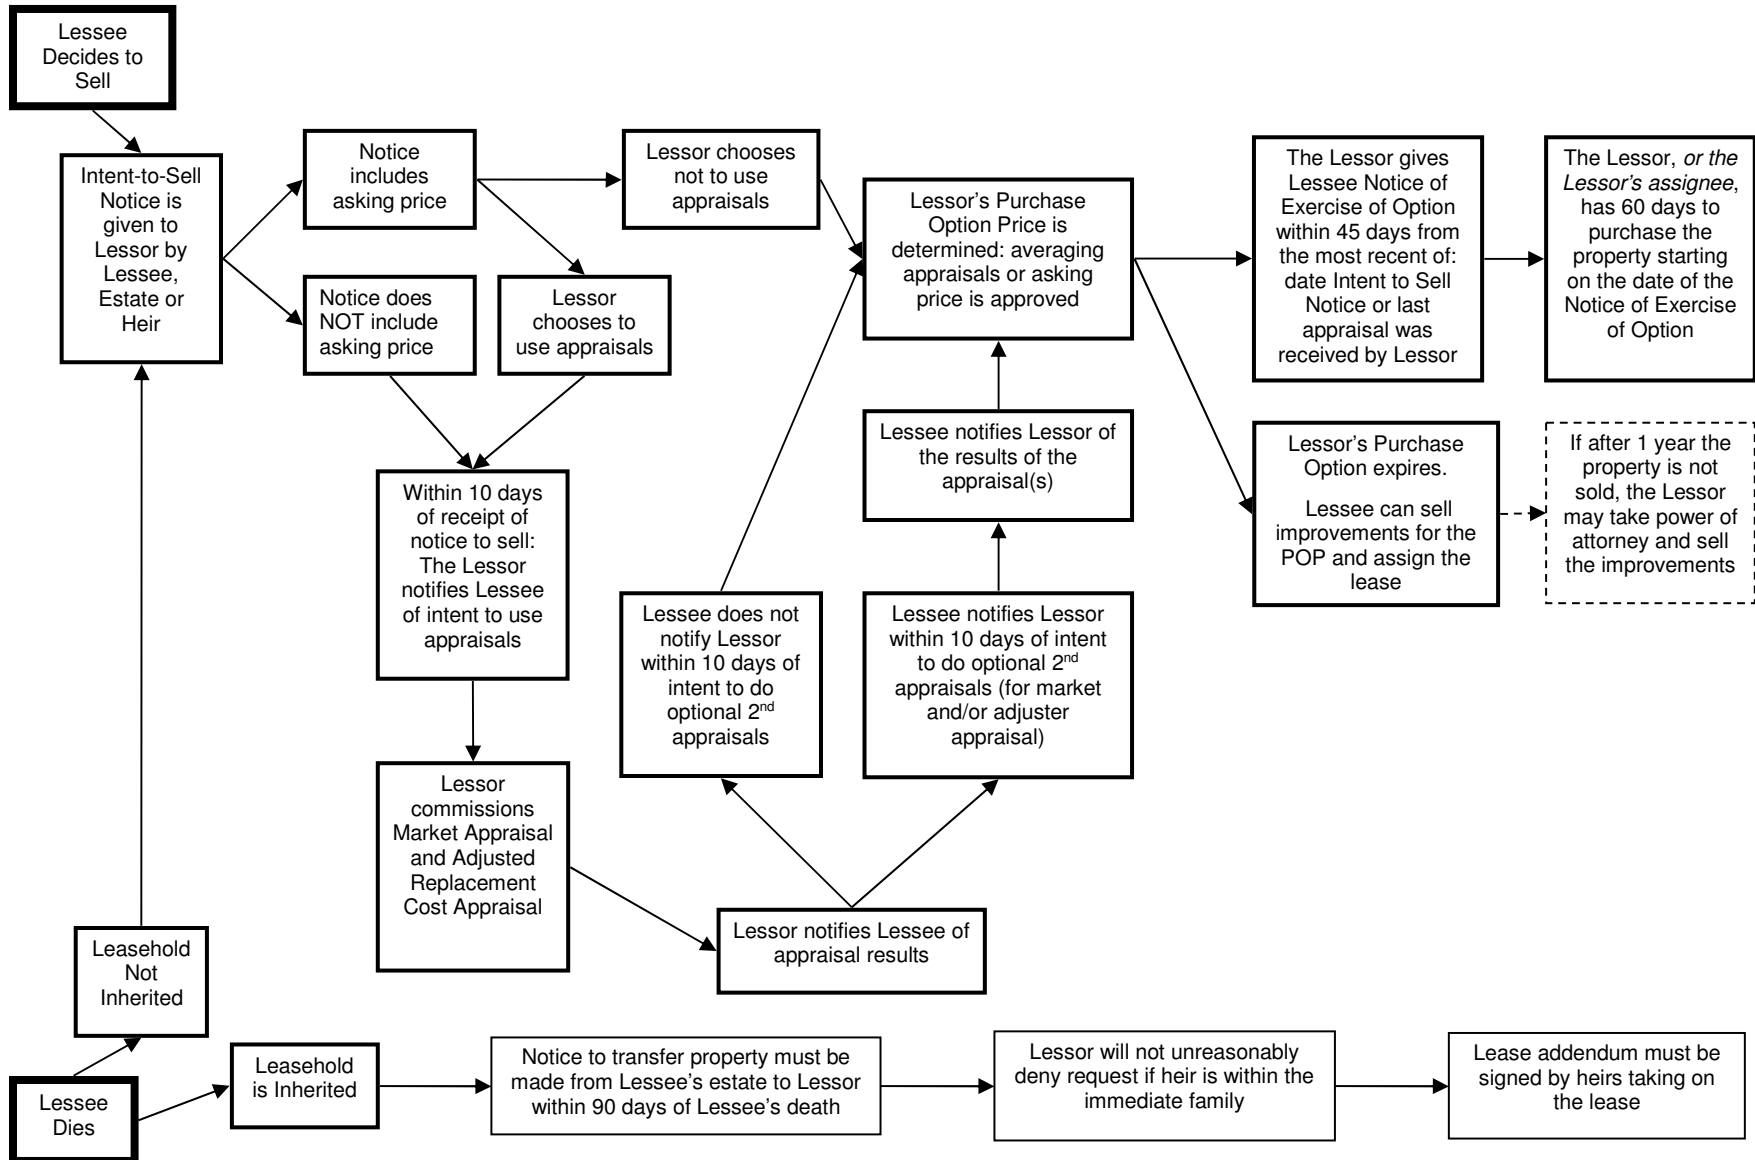 Lessee
Decides to
Sell
Intent-to-Sell
Notice is
given to
Lessor by
Lessee,
Estate or
Heir
Notice
includes
asking price
Notice does
NOT include
asking price
Lessor chooses
not to use
appraisals
Lessor
chooses to
use appraisals
Within 10 days
of receipt of
notice to sell:
The Lessor
notifies Lessee
of intent to use
appraisals
Lessor
commissions
Market Appraisal
and Adjusted
Replacement
Cost Appraisal
Lessor notifies Lessee of
appraisal results
Lessee does not
notify Lessor
within 10 days of
intent to do
optional 2nd
appraisals
Lessee notifies Lessor
within 10 days of intent
to do optional 2nd
appraisals (for market
and/or adjuster
appraisal)
Lessee notifies Lessor of
the results of the
appraisal(s)
Lessor's Purchase
Option Price is
determined: averaging
appraisals or asking
price is approved
The Lessor gives
Lessee Notice of
Exercise of Option
within 45 days from
the most recent of:
date Intent to Sell
Notice or last
appraisal was
received by Lessor
The Lessor, or the
Lessor's assignee,
has 60 days to
purchase the
property starting
on the date of the
Notice of Exercise
of Option
Lessor's Purchase
Option expires.
Lessee can sell
improvements for the
POP and assign the
lease
If after 1 year the
property is not
sold, the Lessor
may take power of
attorney and sell
the improvements
Leasehold
Not
Inherited
Lessee
Dies
Leasehold
is Inherited
Notice to transfer property must be
made from Lessee's estate to Lessor
within 90 days of Lessee's death
Lessor will not unreasonably
deny request if heir is within the
immediate family
Lease addendum must be
signed by heirs taking on
the lease